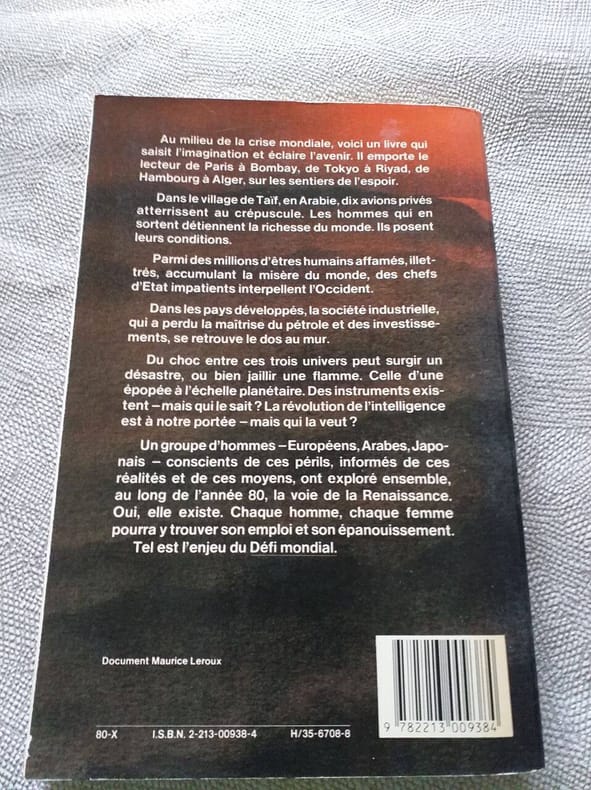 Au milieu de la crise mondiale, voici un livre qui
saisit l'imagination et éclaire l'avenir. Il emporte le
lecteur de Paris à Bombay, de Tokyo à Riyad, de
Hambourg à Alger, sur les sentiers de l'espoir.
Dans le village de Taïf, en Arabie, dix avions privés
atterrissent au crépuscule. Les hommes qui en
sortent détiennent la richesse du monde. Ils posent
leurs conditions.
Parmi des millions d'êtres humains affamés, illet-
trés, accumulant la misère du monde, des chefs
d'Etat impatients interpellent l'Occident.
Dans les pays développés, la société industrielle,
qui a perdu la maîtrise du pétrole et des investisse-
ments, se retrouve le dos au mur.
Du choc entre ces trois univers peut surgir un
désastre, ou bien jaillir une flamme. Celle d'une
épopée à l'échelle planétaire. Des instruments exis-
tent – mais qui le sait ? La révolution de l'intelligence
est à notre portée – mais qui la veut ?
Un groupe d'hommes – Européens, Arabes, Japo-
nais – conscients de ces périls, informés de ces
réalités et de ces moyens, ont exploré ensemble,
au long de l'année 80, la voie de la Renaissance.
Oui, elle existe. Chaque homme, chaque femme
pourra y trouver son emploi et son épanouissement.
Tel est l'enjeu du Défi mondial.
Document Maurice Leroux
80-X I.S.B.N. 2-213-00938-4 H/35-6708-8
9 782213 009384